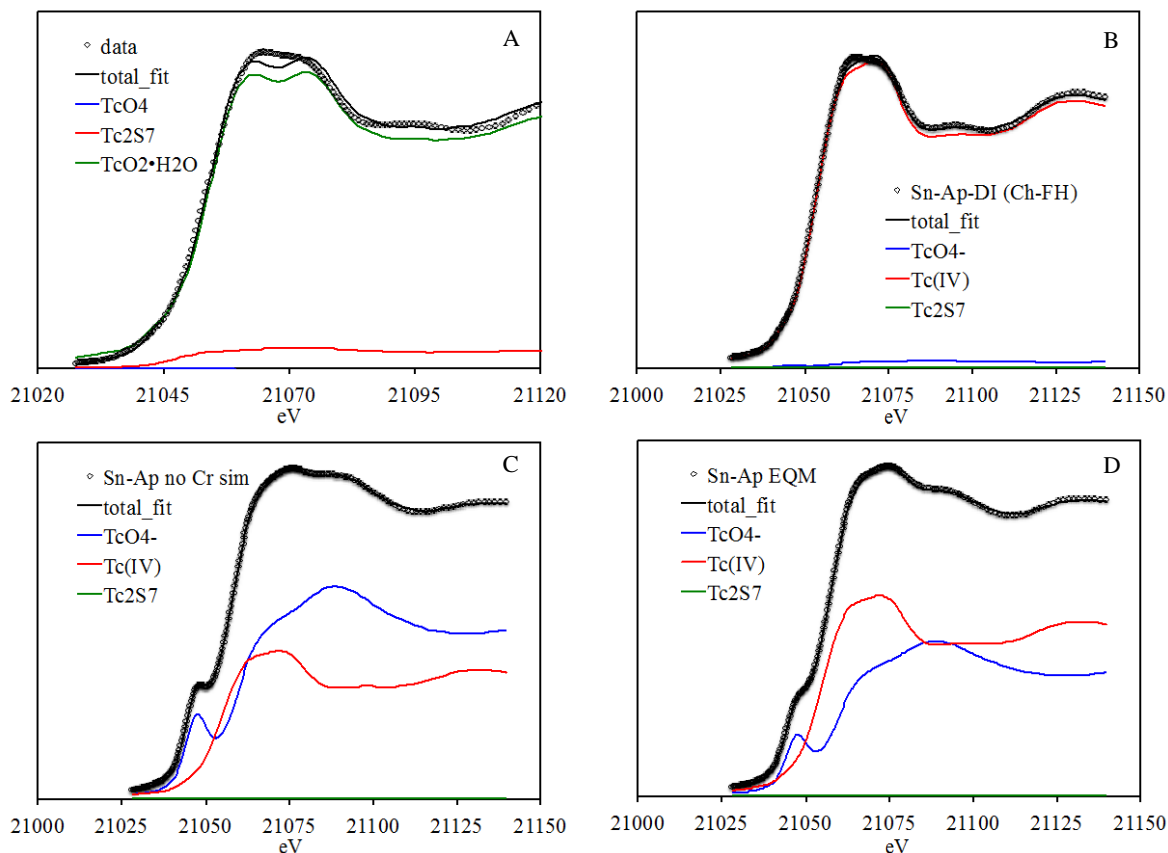 A
data
total_fit
TcO4
Tc2S7
TcO2•H2O
21020 21045 21070 21095 21120
eV
B
Sn-Ap-DI (Ch-FH)
total_fit
TcO4-
Tc(IV)
Tc2S7
21000 21025 21050 21075 21100 21125 21150
eV
C
Sn-Ap no Cr sim
total_fit
TcO4-
Tc(IV)
Tc2S7
21000 21025 21050 21075 21100 21125 21150
eV
D
Sn-Ap EQM
total_fit
TcO4-
Tc(IV)
Tc2S7
21000 21025 21050 21075 21100 21125 21150
eV